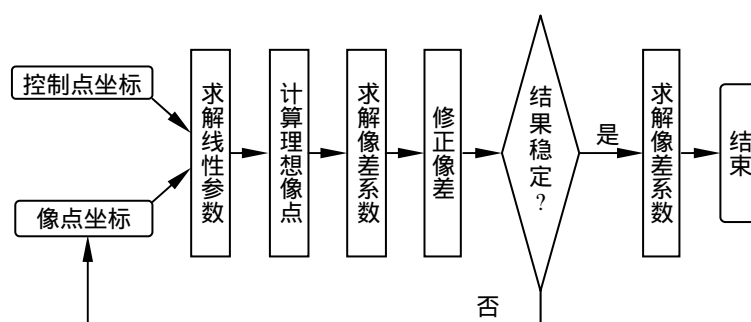 控制点坐标
像点坐标
求解线性参数
计算理想像点
求解像差系数
修正像差
结果稳定?
是
否
求解像差系数
结束